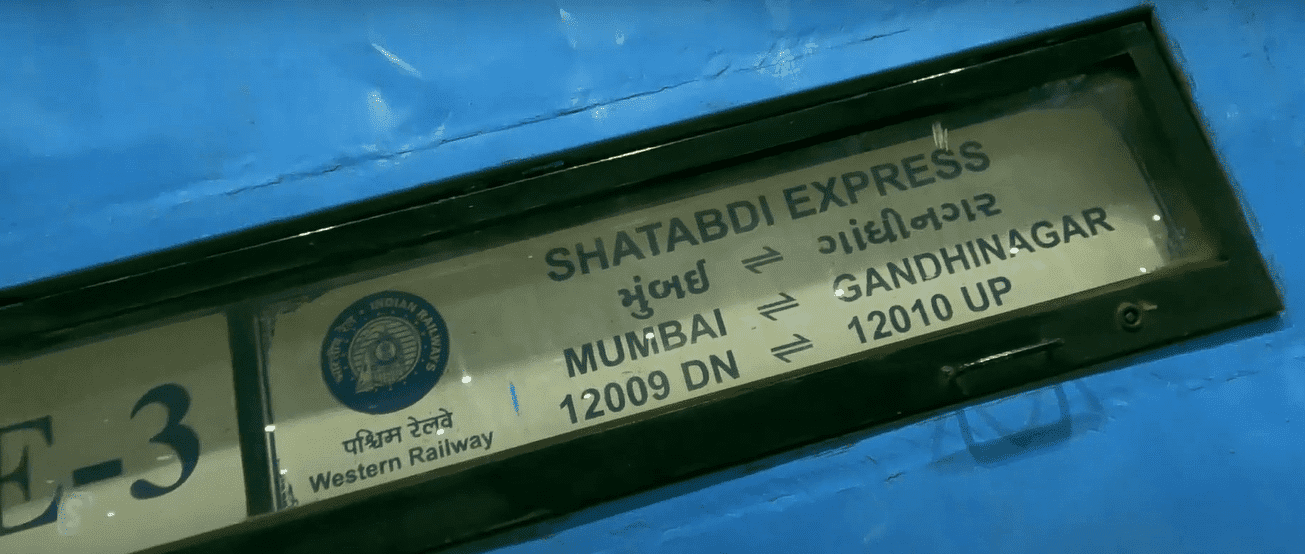 E-3
INDIAN RAILWAYS
पश्चिम रेलवे
Western Railway
SHATABDI EXPRESS
મુંબઈ ⇌ ગાંધીનગર
MUMBAI ⇌ GANDHINAGAR
12009 DN ⇌ 12010 UP